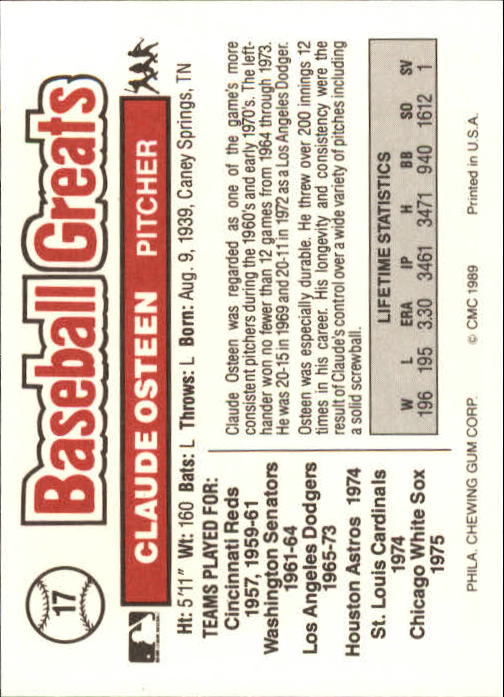 17
Baseball Greats
CLAUDE OSTEEN PITCHER
Ht: 5'11" Wt: 160 Bats: L Throws: L Born: Aug. 9, 1939, Caney Springs, TN
TEAMS PLAYED FOR:
Cincinnati Reds
1957, 1959-61
Washington Senators
1961-64
Los Angeles Dodgers
1965-73
Houston Astros 1974
St. Louis Cardinals
1974
Chicago White Sox
1975
Claude Osteen was regarded as one of the game's more
consistent pitchers during the 1960's and early 1970's. The left-
hander won no fewer than 12 games from 1964 through 1973.
He was 20-15 in 1969 and 20-11 in 1972 as a Los Angeles Dodger.
Osteen was especially durable. He threw over 200 innings 12
times in his career. His longevity and consistency were the
result of Claude's control over a wide variety of pitches including
a solid screwball.
LIFETIME STATISTICS
W L ERA IP H BB SO SV
196 195 3.30 3461 3471 940 1612 1
PHILA. CHEWING GUM CORP. © CMC 1989 Printed in U.S.A.